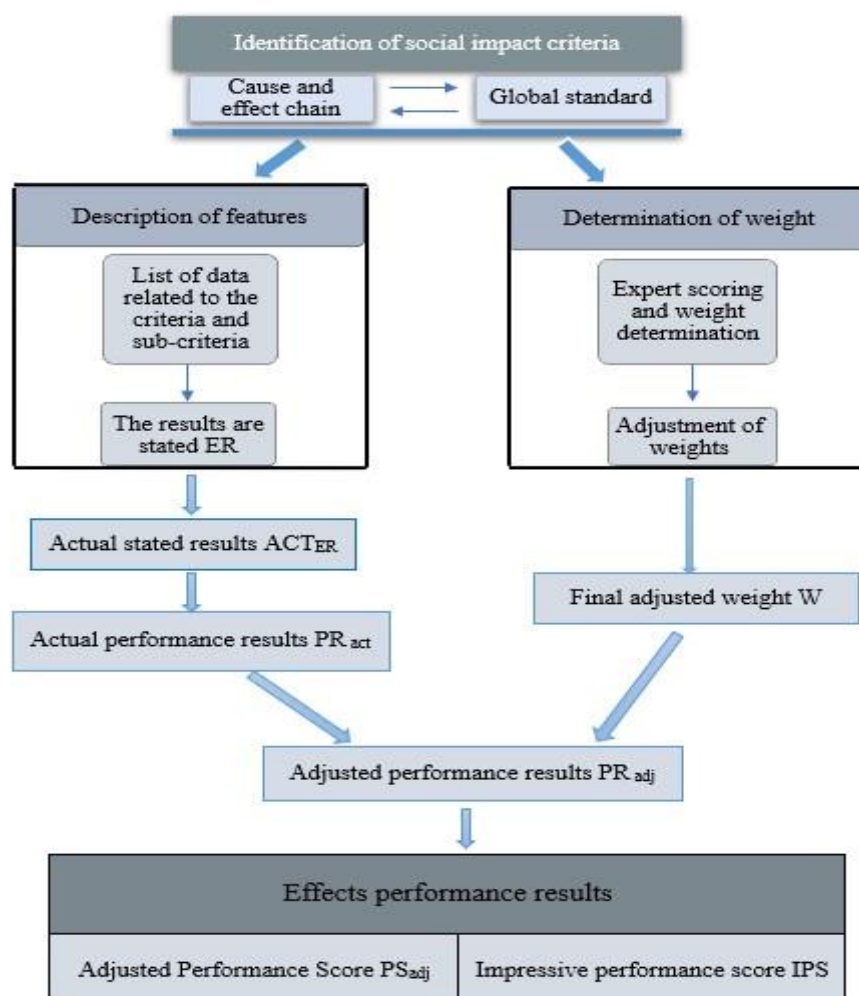 Identification of social impact criteria
Cause and
effect chain
Global standard
Description of features
List of data
related to the
criteria and
sub-criteria
The results are
stated ER
Determination of weight
Expert scoring
and weight
determination
Adjustment of
weights
Actual stated results ACTER
Final adjusted weight W
Actual performance results PR act
Adjusted performance results PR adj
Effects performance results
Adjusted Performance Score PSadj
Impressive performance score IPS